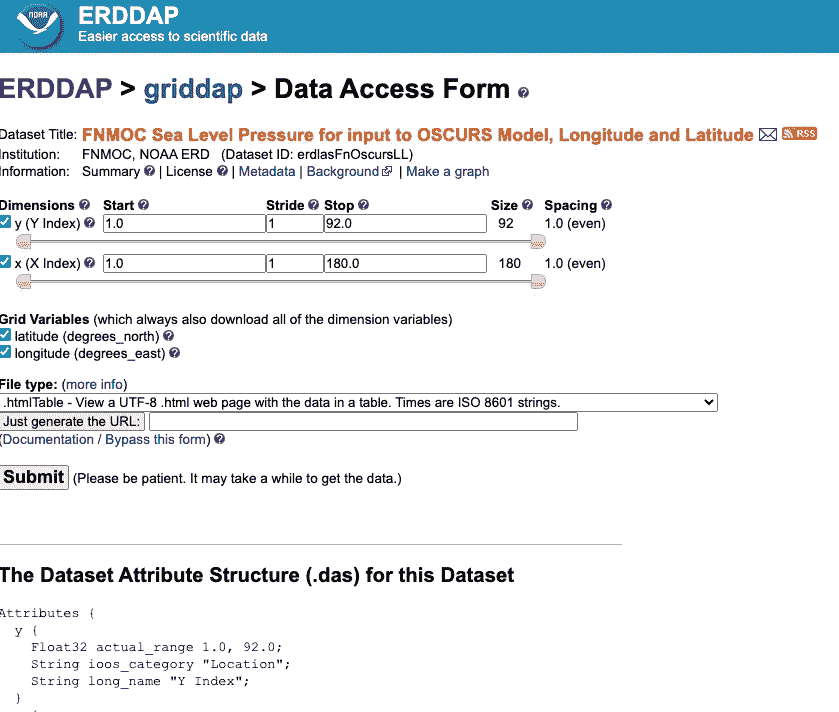 NOAA
ERDDAP
Easier access to scientific data
ERDDAP > griddap > Data Access Form ?
Dataset Title: FNMOC Sea Level Pressure for input to OSCURS Model, Longitude and Latitude RSS
Institution: FNMOC, NOAA ERD (Dataset ID: erdlasFnOscursLL)
Information: Summary ? | License ? | Metadata | Background | Make a graph
Dimensions ? Start ? Stride ? Stop ? Size ? Spacing ?
y (Y Index) ? 1.0 1 92.0 92 1.0 (even)
x (X Index) ? 1.0 1 180.0 180 1.0 (even)
Grid Variables (which always also download all of the dimension variables)
latitude (degrees_north) ?
longitude (degrees_east) ?
File type: (more info)
.htmlTable - View a UTF-8 .html web page with the data in a table. Times are ISO 8601 strings.
Just generate the URL:
(Documentation / Bypass this form) ?
Submit (Please be patient. It may take a while to get the data.)
The Dataset Attribute Structure (.das) for this Dataset
Attributes {
y {
Float32 actual_range 1.0, 92.0;
String ioos_category "Location";
String long_name "Y Index";
}